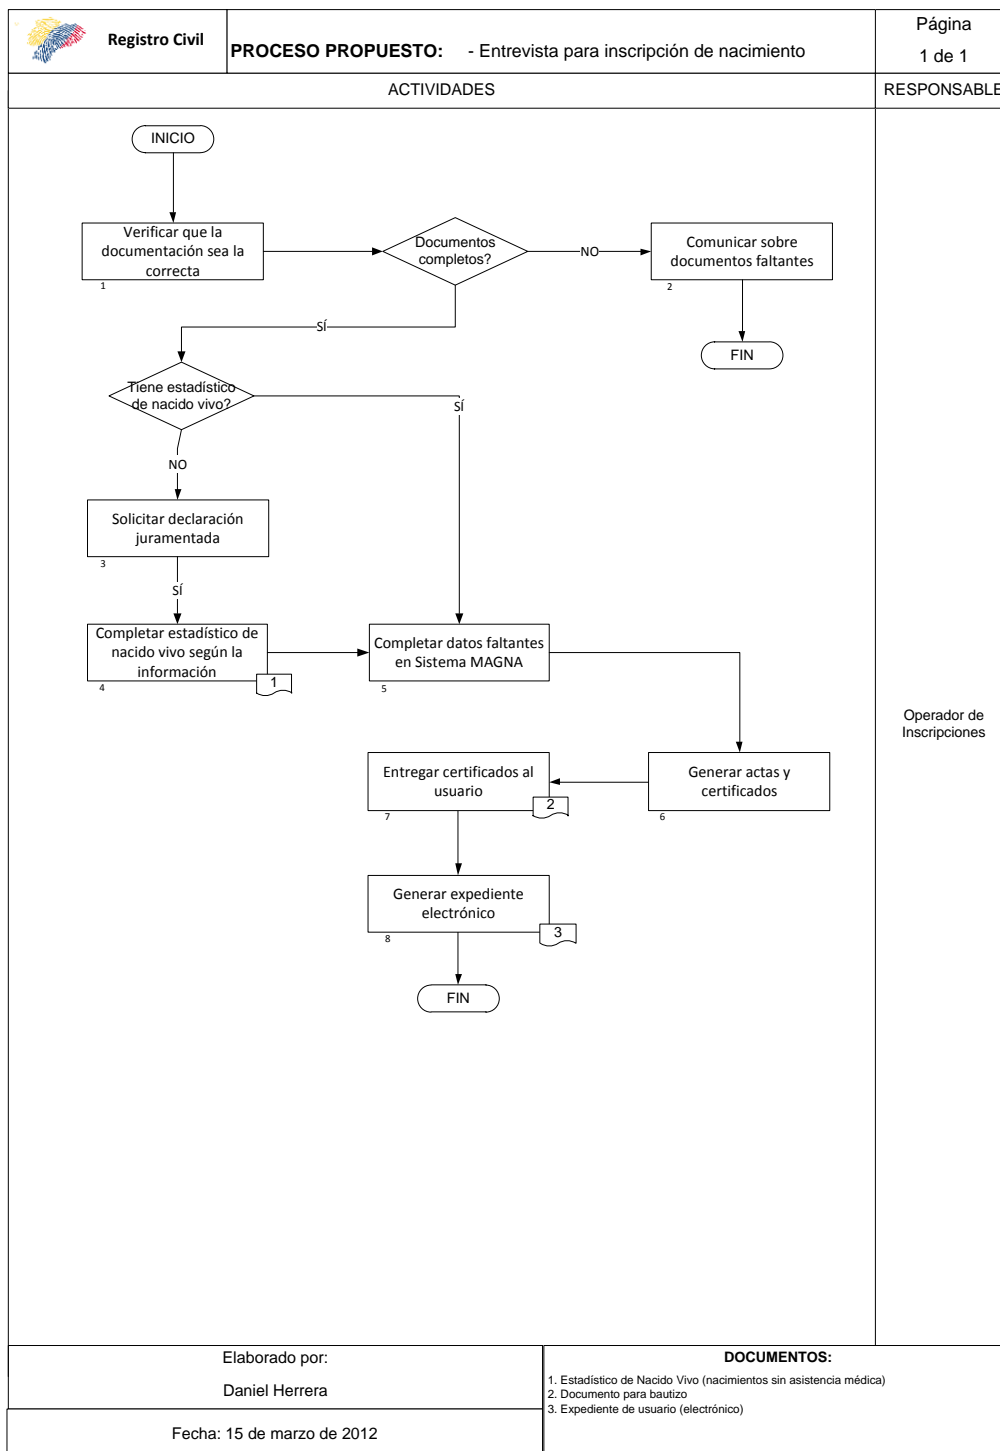 Registro Civil
PROCESO PROPUESTO: - Entrevista para inscripción de nacimiento
Página
1 de 1
ACTIVIDADES
RESPONSABLE
INICIO
Verificar que la
documentación sea la
correcta
1
Documentos
completos?
NO
Comunicar sobre
documentos faltantes
2
FIN
SÍ
Tiene estadístico
de nacido vivo?
SÍ
NO
Solicitar declaración
juramentada
3
SÍ
Completar estadístico de
nacido vivo según la
información
4
1
Completar datos faltantes
en Sistema MAGNA
5
Operador de
Inscripciones
Generar actas y
certificados
6
Entregar certificados al
usuario
7
2
Generar expediente
electrónico
8
3
FIN
Elaborado por:
Daniel Herrera
Fecha: 15 de marzo de 2012
DOCUMENTOS:
1. Estadístico de Nacido Vivo (nacimientos sin asistencia médica)
2. Documento para bautizo
3. Expediente de usuario (electrónico)